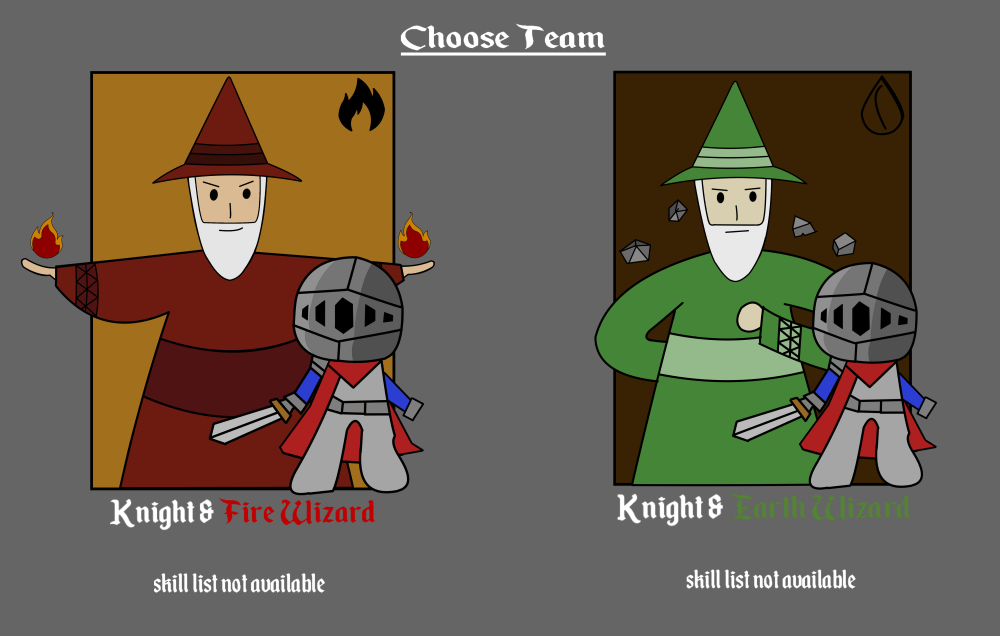 Choose Team
Knight & Fire Wizard
Knight & Earth Wizard
skill list not available
skill list not available